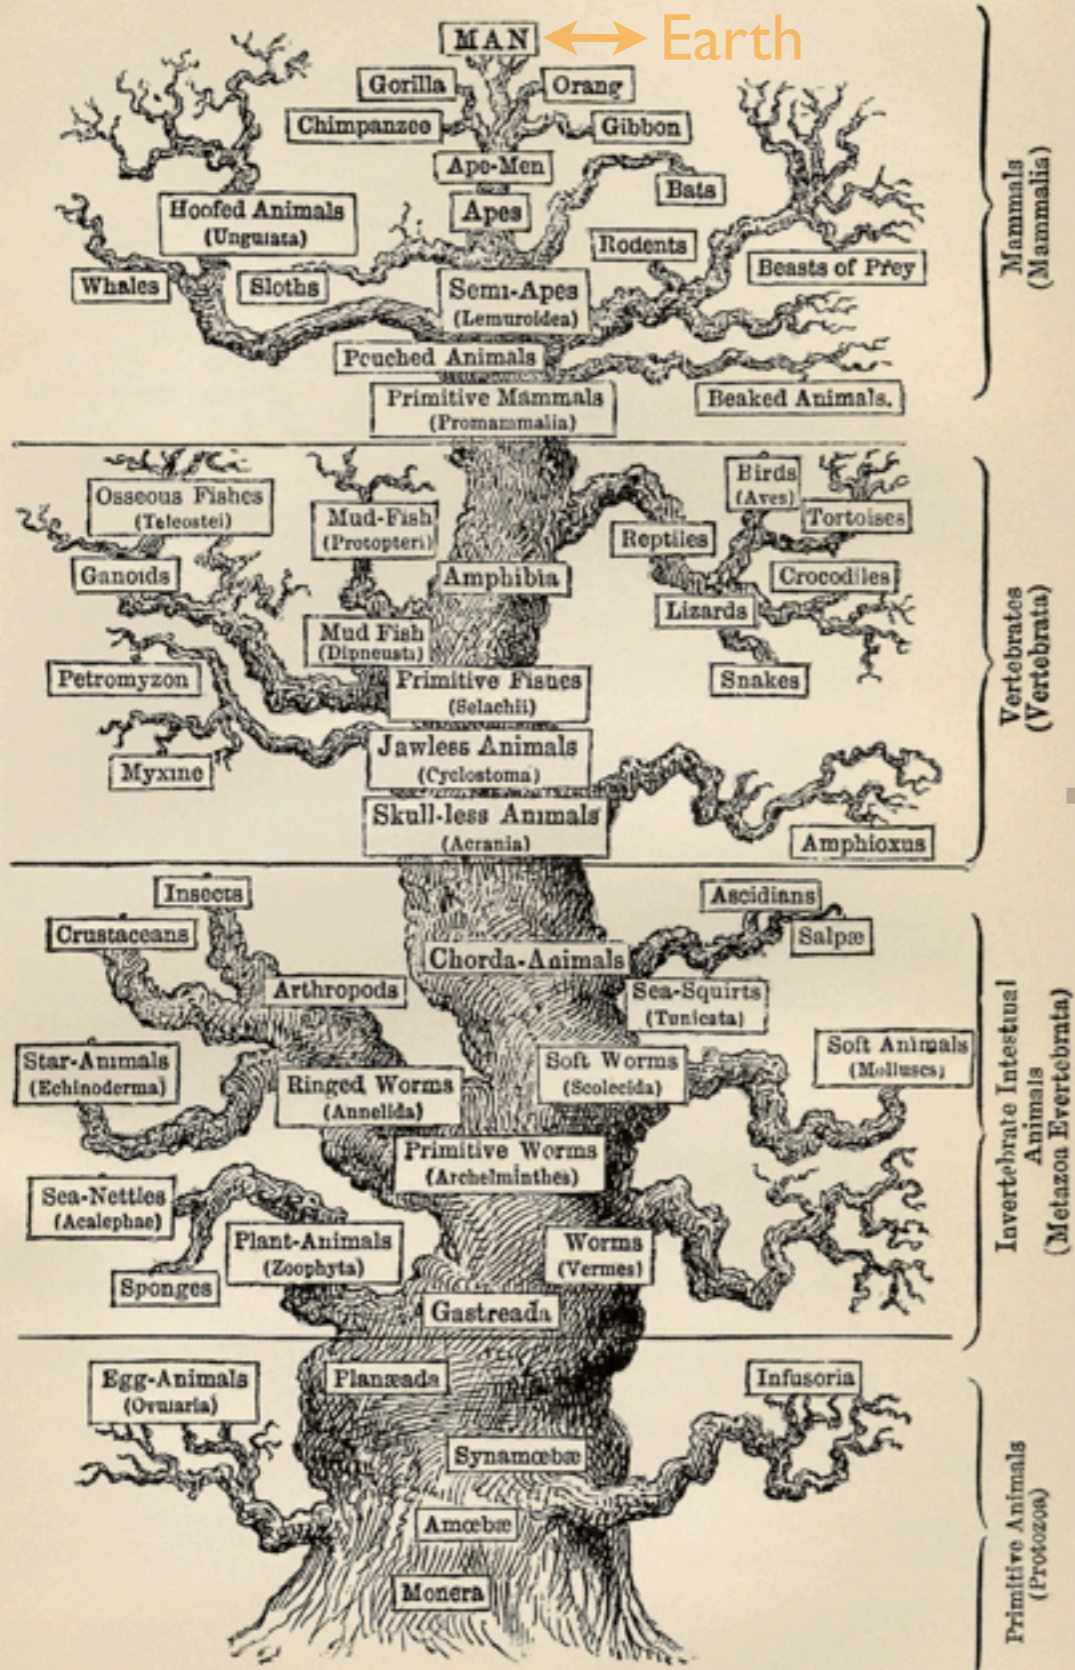 MAN
Earth
Gorilla
Orang
Chimpanzee
Gibbon
Ape-Men
Bats
Hoofed Animals
(Ungulata)
Apes
Rodents
Beasts of Prey
Whales
Sloths
Semi-Apes
(Lemuroidea)
Pouched Animals
Primitive Mammals
(Promammalia)
Beaked Animals.
Mammals
(Mammalia)
Osseous Fishes
(Teleostei)
Mud-Fish
(Protopteri)
Birds
(Aves)
Tortoises
Reptiles
Ganoids
Amphibia
Crocodiles
Lizards
Mud Fish
(Dipneusti)
Petromyzon
Primitive Fishes
(Selachii)
Snakes
Jawless Animals
(Cyclostoma)
Myxine
Skull-less Animals
(Acrania)
Amphioxus
Vertebrates
(Vertebrata)
Insects
Ascidians
Crustaceans
Salpæ
Chorda-Animals
Arthropods
Sea-Squirts
(Tunicata)
Star-Animals
(Echinoderma)
Ringed Worms
(Annelida)
Soft Worms
(Scolecida)
Soft Animals
(Molluscs)
Primitive Worms
(Archelminthes)
Sea-Nettles
(Acalephae)
Plant-Animals
(Zoophyta)
Worms
(Vermes)
Sponges
Gastreada
Invertebrate Intestinal
Animals
(Metazoa Evertebrata)
Egg-Animals
(Ovularia)
Planæada
Infusoria
Synamœbæ
Amœbæ
Monera
Primitive Animals
(Protozoa)